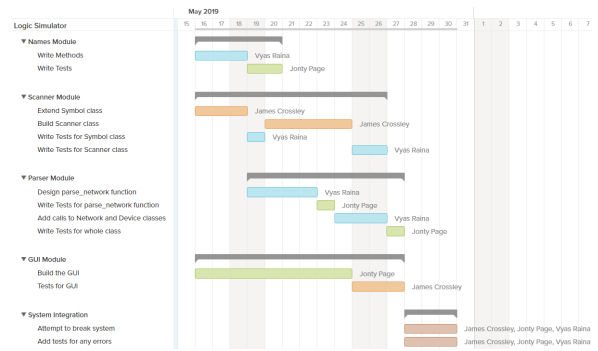 May 2019
Logic Simulator 15 16 17 18 19 20 21 22 23 24 25 26 27 28 29 30 31 1 2 3 4 5 6 7
Names Module
Write Methods Vyas Raina
Write Tests Jonty Page
Scanner Module
Extend Symbol class James Crossley
Build Scanner class James Crossley
Write Tests for Symbol class Vyas Raina
Write Tests for Scanner class Vyas Raina
Parser Module
Design parse_network function Vyas Raina
Write Tests for parse_network function Jonty Page
Add calls to Network and Device classes Vyas Raina
Write Tests for whole class Jonty Page
GUI Module
Build the GUI Jonty Page
Tests for GUI James Crossley
System Integration
Attempt to break system James Crossley, Jonty Page, Vyas Raina
Add tests for any errors James Crossley, Jonty Page, Vyas Raina